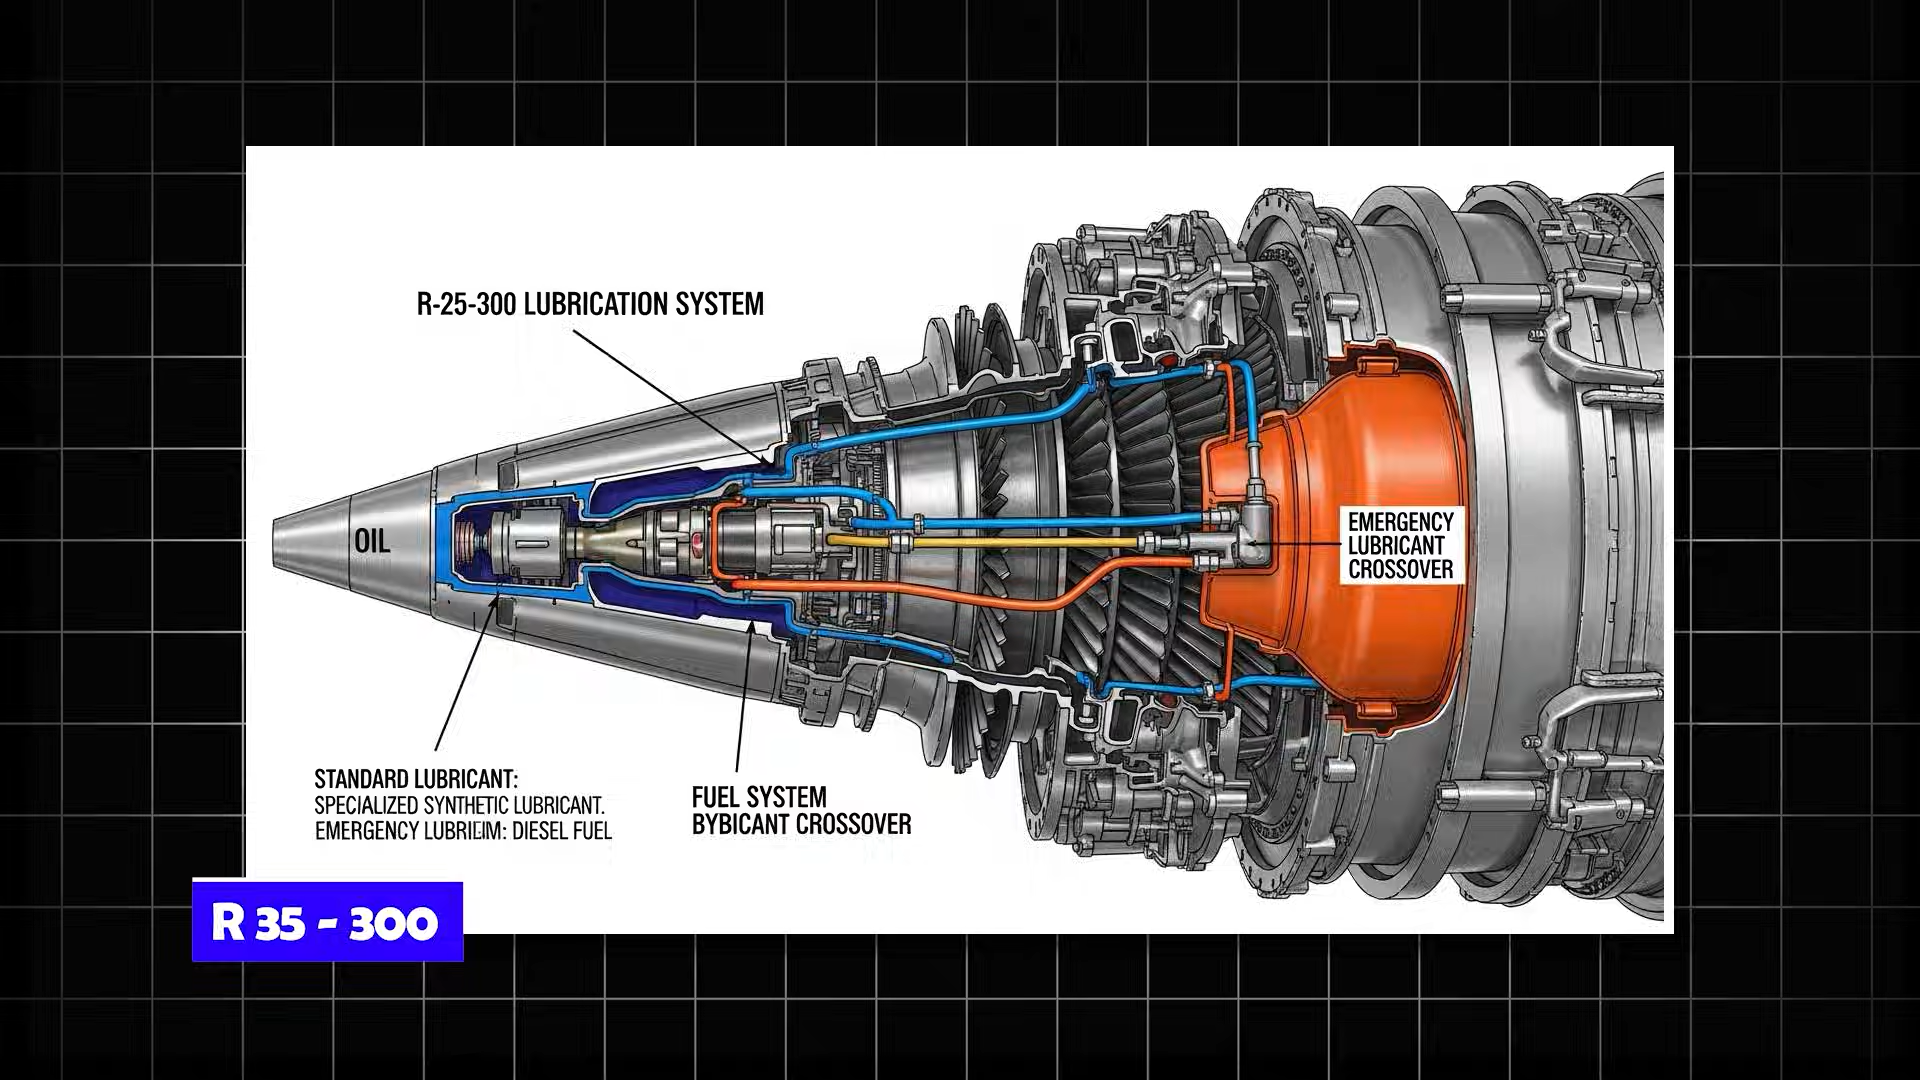 R-25-300 LUBRICATION SYSTEM
OIL
EMERGENCY
LUBRICANT
CROSSOVER
STANDARD LUBRICANT:
SPECIALIZED SYNTHETIC LUBRICANT.
EMERGENCY : DIESEL FUEL
FUEL SYSTEM
BYBICANT CROSSOVER
R 35 - 300